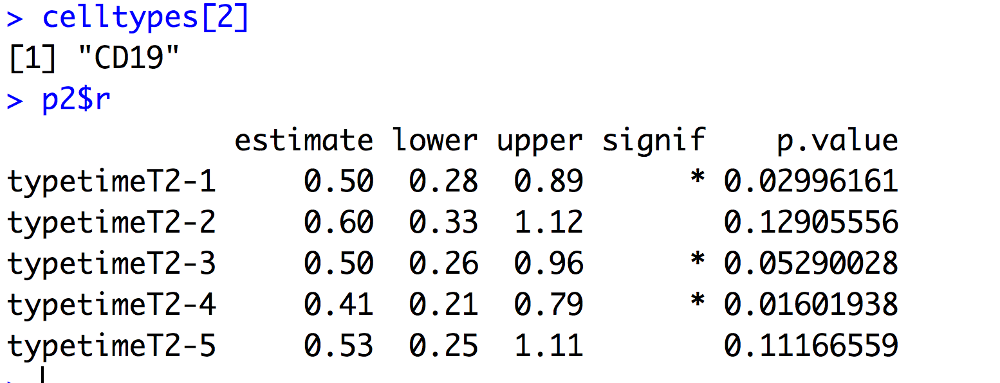 > celltypes[2]
[1] "CD19"
> p2$r
             estimate lower upper signif    p.value
typetimeT2-1     0.50  0.28  0.89      * 0.02996161
typetimeT2-2     0.60  0.33  1.12        0.12905556
typetimeT2-3     0.50  0.26  0.96      * 0.05290028
typetimeT2-4     0.41  0.21  0.79      * 0.01601938
typetimeT2-5     0.53  0.25  1.11        0.11166559
>